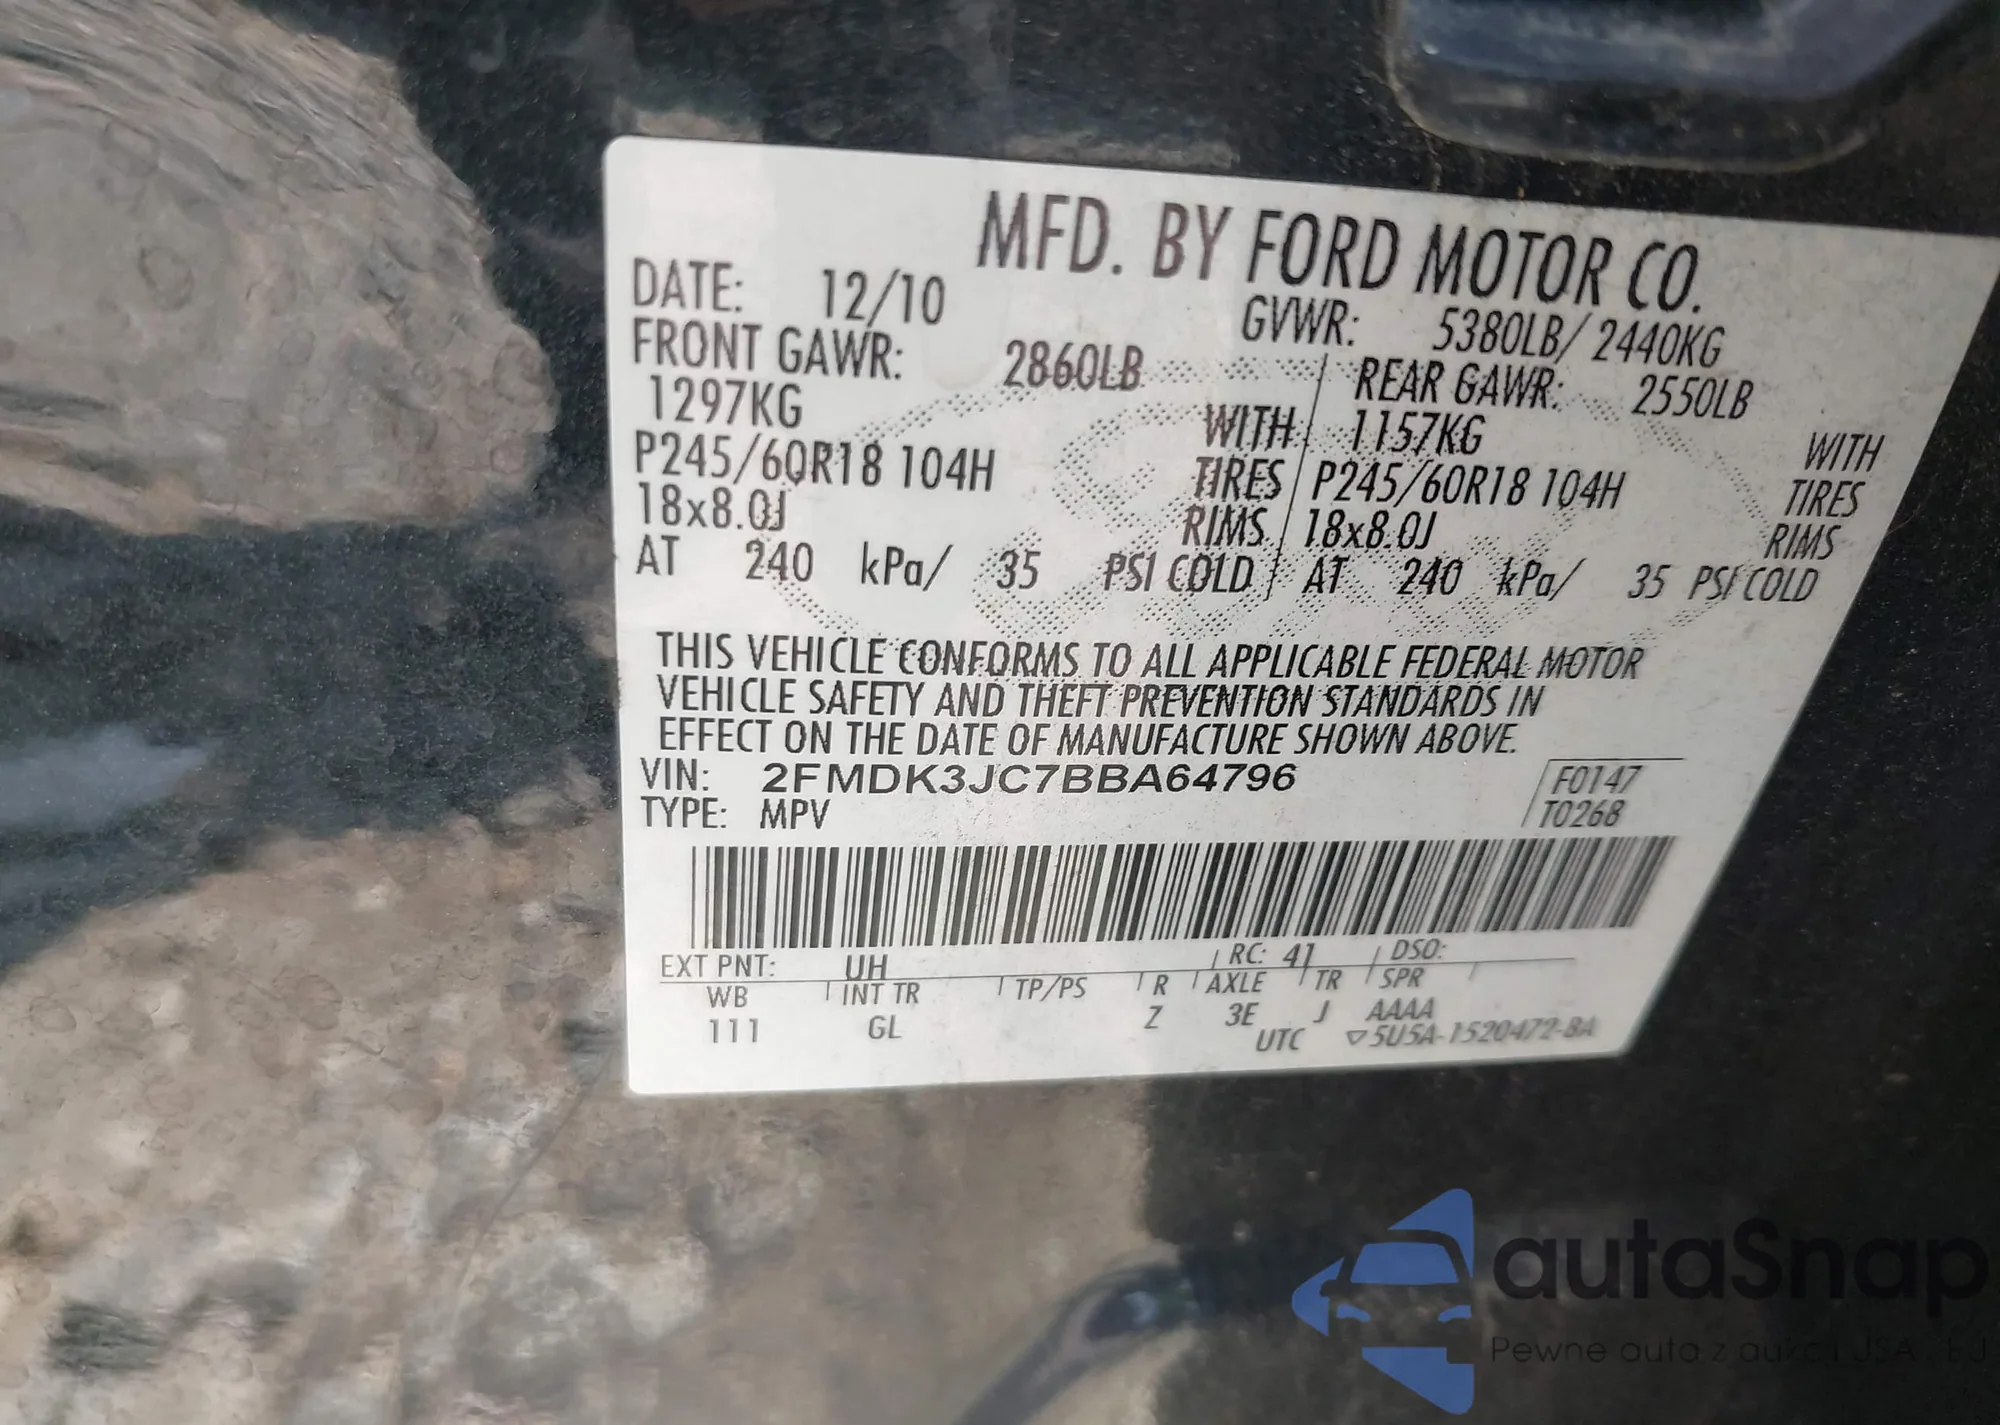 MFD. BY FORD MOTOR CO.
DATE: 12/10 GVWR: 5380LB/ 2440KG
FRONT GAWR: 2860LB REAR GAWR: 2550LB
1297KG WITH 1157KG WITH
P245/60R18 104H TIRES P245/60R18 104H TIRES
18x8.0J RIMS 18x8.0J RIMS
AT 240 kPa/ 35 PSI COLD AT 240 kPa/ 35 PSI COLD
THIS VEHICLE CONFORMS TO ALL APPLICABLE FEDERAL MOTOR
VEHICLE SAFETY AND THEFT PREVENTION STANDARDS IN
EFFECT ON THE DATE OF MANUFACTURE SHOWN ABOVE.
VIN: 2FMDK3JC7BBA64796 F0147
TYPE: MPV T0268
EXT PNT: UH RC: 41 DSO:
WB INT TR TP/PS R AXLE TR SPR
111 GL Z 3E J AAAA
UTC ▽5U5A-1520472-BA
autaSnap
Pewne auta z aukcji USA i EU